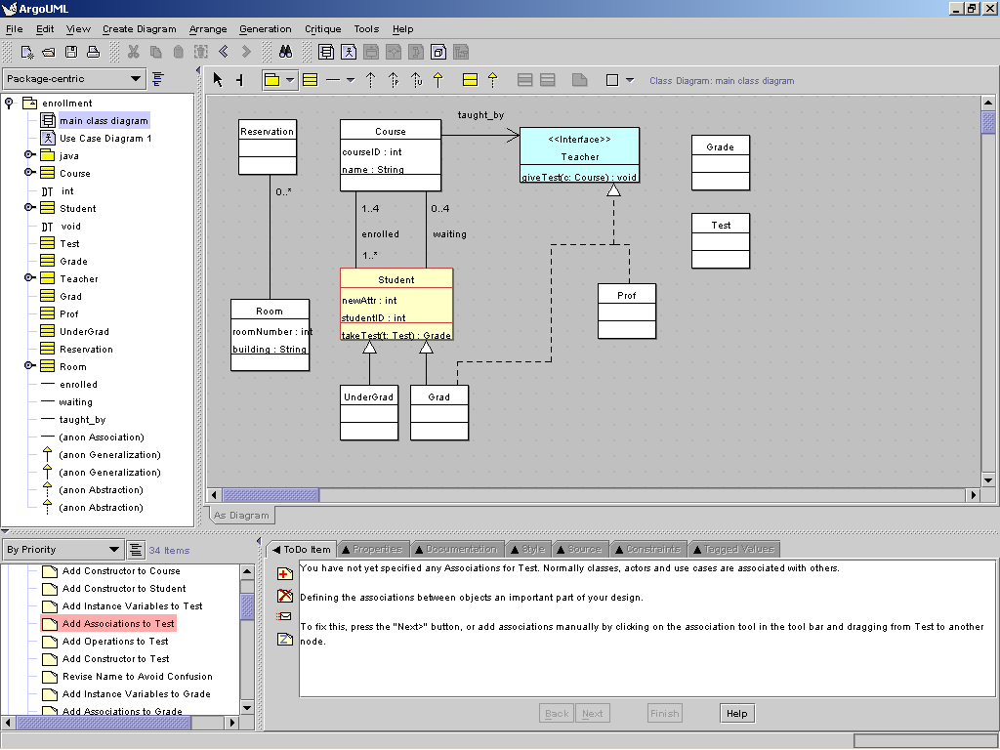 ArgoUML
File Edit View Create Diagram Arrange Generation Critique Tools Help
Package-centric
Class Diagram: main class diagram
enrollment
main class diagram
Use Case Diagram 1
java
Course
DT int
Student
DT void
Test
Grade
Teacher
Grad
Prof
UnderGrad
Reservation
Room
enrolled
waiting
taught_by
(anon Association)
(anon Generalization)
(anon Generalization)
(anon Abstraction)
(anon Abstraction)
Reservation
0..*
Room
roomNumber : int
building : String
Course
courseID : int
name : String
taught_by
<<Interface>>
Teacher
giveTest(c: Course) : void
1..4
0..4
enrolled
waiting
1..*
Student
newAttr : int
studentID : int
takeTest(t: Test) : Grade
UnderGrad
Grad
Prof
Grade
Test
As Diagram
By Priority
34 Items
Add Constructor to Course
Add Constructor to Student
Add Instance Variables to Test
Add Associations to Test
Add Operations to Test
Add Constructor to Test
Revise Name to Avoid Confusion
Add Instance Variables to Grade
Add Associations to Grade
ToDo Item Properties Documentation Style Source Constraints Tagged Values
You have not yet specified any Associations for Test. Normally classes, actors and use cases are associated with others.
Defining the associations between objects an important part of your design.
To fix this, press the "Next>" button, or add associations manually by clicking on the association tool in the tool bar and dragging from Test to another
node.
Back Next Finish Help